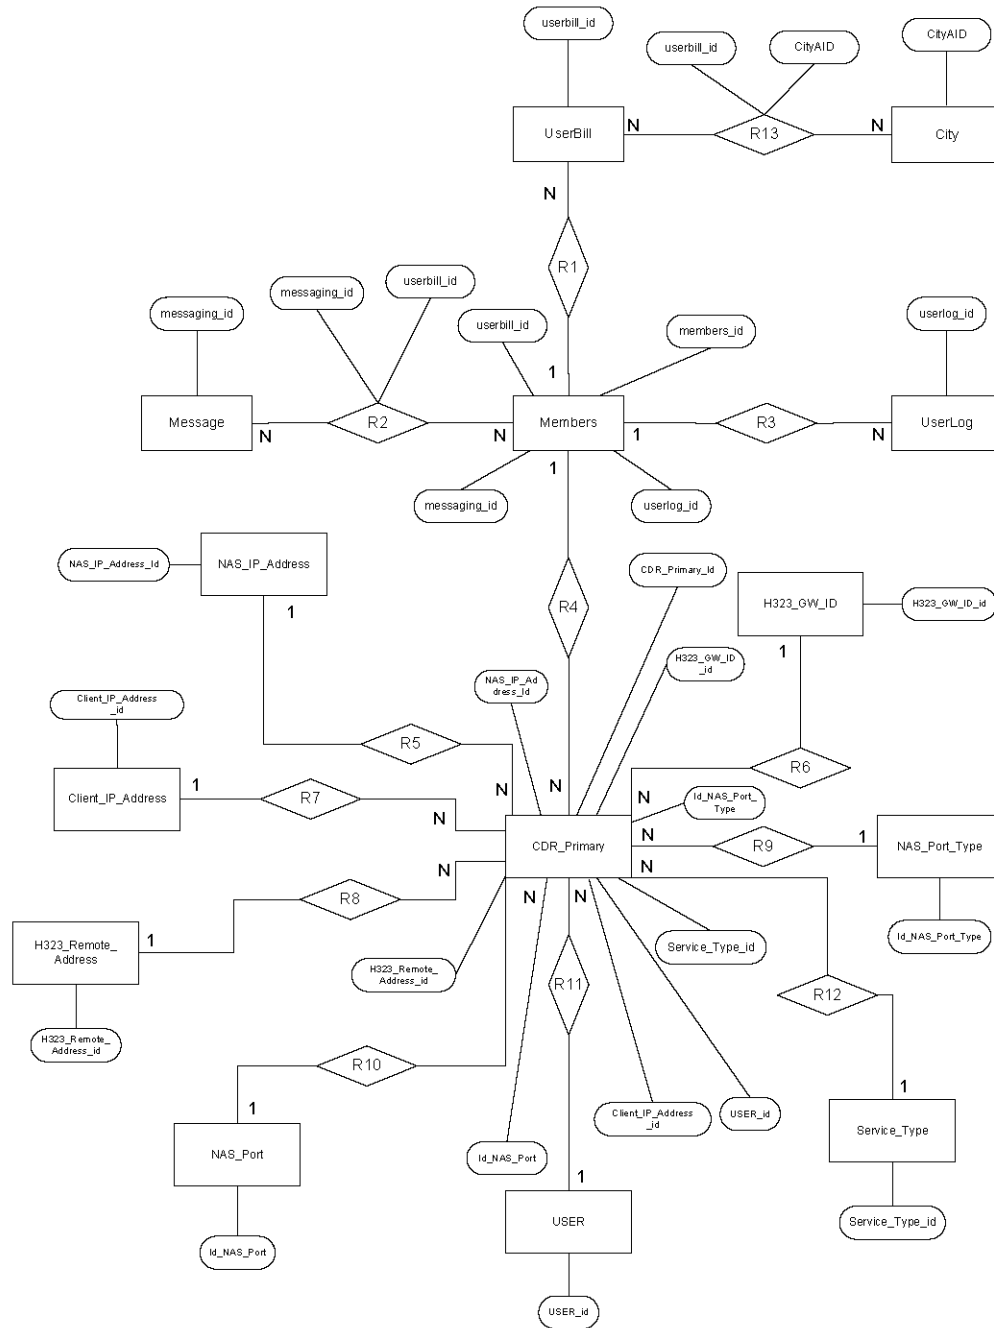 userbill_id
userbill_id
CityAID
CityAID
UserBill
N
R13
N
City
N
R1
messaging_id
messaging_id
userbill_id
userbill_id
members_id
userlog_id
1
Message
N
R2
N
Members
1
R3
N
UserLog
1
messaging_id
userlog_id
NAS_IP_Address_Id
NAS_IP_Address
1
CDR_Primary_Id
H323_GW_ID
H323_GW_ID_id
1
R4
H323_GW_ID
_id
NAS_IP_Ad
dress_Id
Client_IP_Address
_id
R5
R6
N
N
N
Client_IP_Address
1
R7
N
Id_NAS_Port_
Type
CDR_Primary
N
R9
1
NAS_Port_Type
N
N
R8
N
N
H323_Remote_
Address
1
H323_Remote_
Address_id
Service_Type_id
Id_NAS_Port_Type
R11
R12
H323_Remote_
Address_id
R10
1
NAS_Port
Id_NAS_Port
Client_IP_Address
_id
USER_id
1
Service_Type
1
USER
Id_NAS_Port
Service_Type_id
USER_id